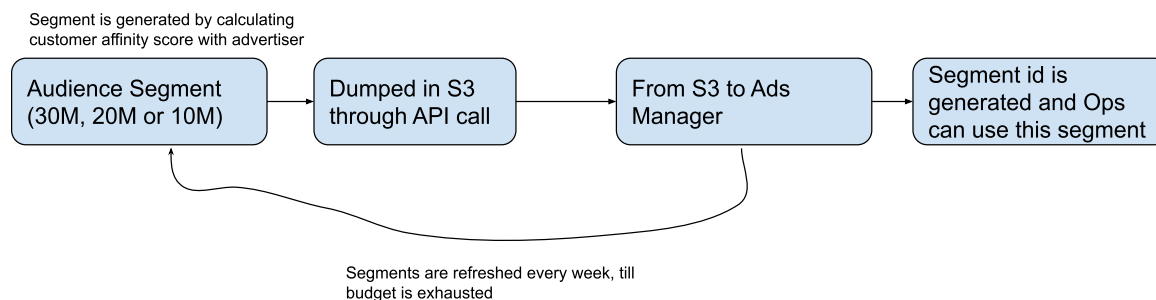 Segment is generated by calculating
customer affinity score with advertiser
Audience Segment
(30M, 20M or 10M)
Dumped in S3
through API call
From S3 to Ads
Manager
Segment id is
generated and Ops
can use this segment
Segments are refreshed every week, till
budget is exhausted